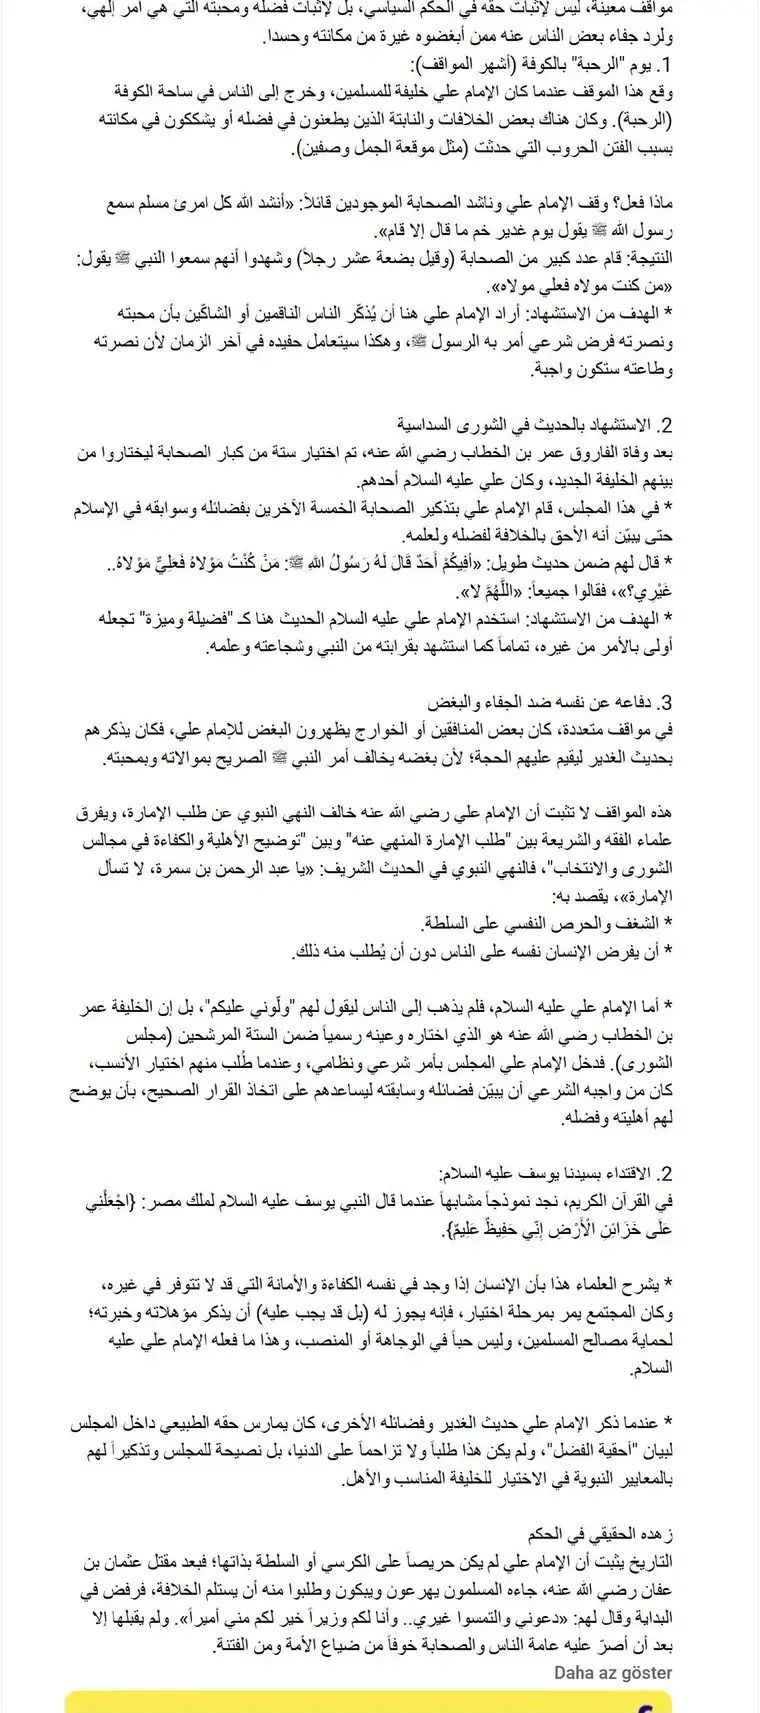 مواقف معينة، ليس لإثبات حقه في الحكم السياسي، بل لإثبات فضله ومحبته التي هي أمر إلهي،
ولرد جفاء بعض الناس عنه ممن أبغضوه غيرة من مكانته وحسدا.
1. يوم "الرحبة" بالكوفة (أشهر المواقف):
وقع هذا الموقف عندما كان الإمام علي خليفة للمسلمين، وخرج إلى الناس في ساحة الكوفة
(الرحبة). وكان هناك بعض الخلافات والنابتة الذين يطعنون في فضله أو يشككون في مكانته
بسبب الفتن الحروب التي حدثت (مثل موقعة الجمل وصفين).
ماذا فعل؟ وقف الإمام علي وناشد الصحابة الموجودين قائلاً: «أنشد الله كل امرئ مسلم سمع
رسول الله ﷺ يقول يوم غدير خم ما قال إلا قام».
النتيجة: قام عدد كبير من الصحابة (وقيل بضعة عشر رجلاً) وشهدوا أنهم سمعوا النبي ﷺ يقول:
«من كنت مولاه فعلي مولاه».
* الهدف من الاستشهاد: أراد الإمام علي هنا أن يُذكّر الناس الناقمين أو الشاكّين بأن محبته
ونصرته فرض شرعي أمر به الرسول ﷺ، وهكذا سيتعامل حفيده في آخر الزمان لأن نصرته
وطاعته ستكون واجبة.
2. الاستشهاد بالحديث في الشورى السداسية
بعد وفاة الفاروق عمر بن الخطاب رضي الله عنه، تم اختيار ستة من كبار الصحابة ليختاروا من
بينهم الخليفة الجديد، وكان علي عليه السلام أحدهم.
* في هذا المجلس، قام الإمام علي بتذكير الصحابة الخمسة الآخرين بفضائله وسوابقه في الإسلام
حتى يبيّن أنه الأحق بالخلافة لفضله ولعلمه.
* قال لهم ضمن حديث طويل: «أَفِيكُمْ أَحَدٌ قَالَ لَهُ رَسُولُ اللهِ ﷺ: مَنْ كُنْتُ مَوْلَاهُ فَعَلِيٌّ مَوْلَاهُ..
غَيْرِي؟»، فقالوا جميعاً: «اللَّهُمَّ لا».
* الهدف من الاستشهاد: استخدم الإمام علي عليه السلام الحديث هنا كـ "فضيلة وميزة" تجعله
أولى بالأمر من غيره، تماماً كما استشهد بقرابته من النبي وشجاعته وعلمه.
3. دفاعه عن نفسه ضد الجفاء والبغض
في مواقف متعددة، كان بعض المنافقين أو الخوارج يظهرون البغض للإمام علي، فكان يذكرهم
بحديث الغدير ليقيم عليهم الحجة؛ لأن بغضه يخالف أمر النبي ﷺ الصريح بموالاته وبمحبته.
هذه المواقف لا تثبت أن الإمام علي رضي الله عنه خالف النهي النبوي عن طلب الإمارة، ويفرق
علماء الفقه والشريعة بين "طلب الإمارة المنهي عنه" وبين "توضيح الأهلية والكفاءة في مجالس
الشورى والانتخاب"، فالنهي النبوي في الحديث الشريف: «يا عبد الرحمن بن سمرة، لا تسأل
الإمارة»، يقصد به:
* الشغف والحرص النفسي على السلطة.
* أن يفرض الإنسان نفسه على الناس دون أن يُطلب منه ذلك.
* أما الإمام علي عليه السلام، فلم يذهب إلى الناس ليقول لهم "ولّوني عليكم"، بل إن الخليفة عمر
بن الخطاب رضي الله عنه هو الذي اختاره وعينه رسمياً ضمن الستة المرشحين (مجلس
الشورى). فدخل الإمام علي المجلس بأمر شرعي ونظامي، وعندما طُلب منهم اختيار الأنسب،
كان من واجبه الشرعي أن يبيّن فضائله وسابقته ليساعدهم على اتخاذ القرار الصحيح، بأن يوضح
لهم أهليته وفضله.
2. الاقتداء بسيدنا يوسف عليه السلام:
في القرآن الكريم، نجد نموذجاً مشابهاً عندما قال النبي يوسف عليه السلام لملك مصر: {اجْعَلْنِي
عَلَى خَزَائِنِ الْأَرْضِ إِنِّي حَفِيظٌ عَلِيمٌ}.
* يشرح العلماء هذا بأن الإنسان إذا وجد في نفسه الكفاءة والأمانة التي قد لا تتوفر في غيره،
وكان المجتمع يمر بمرحلة اختيار، فإنه يجوز له (بل قد يجب عليه) أن يذكر مؤهلاته وخبرته؛
لحماية مصالح المسلمين، وليس حباً في الوجاهة أو المنصب، وهذا ما فعله الإمام علي عليه
السلام.
* عندما ذكر الإمام علي حديث الغدير وفضائله الأخرى، كان يمارس حقه الطبيعي داخل المجلس
لبيان "أحقية الفضل"، ولم يكن هذا طلباً ولا تزاحماً على الدنيا، بل نصيحة للمجلس وتذكيراً لهم
بالمعايير النبوية في الاختيار للخليفة المناسب والأهل.
زهده الحقيقي في الحكم
التاريخ يثبت أن الإمام علي لم يكن حريصاً على الكرسي أو السلطة بذاتها؛ فبعد مقتل عثمان بن
عفان رضي الله عنه، جاءه المسلمون يهرعون ويبكون وطلبوا منه أن يستلم الخلافة، فرفض في
البداية وقال لهم: «دعوني والتمسوا غيري.. وأنا لكم وزيراً خير لكم مني أميراً». ولم يقبلها إلا
بعد أن أصرّ عليه عامة الناس والصحابة خوفاً من ضياع الأمة ومن الفتنة.
Daha az göster